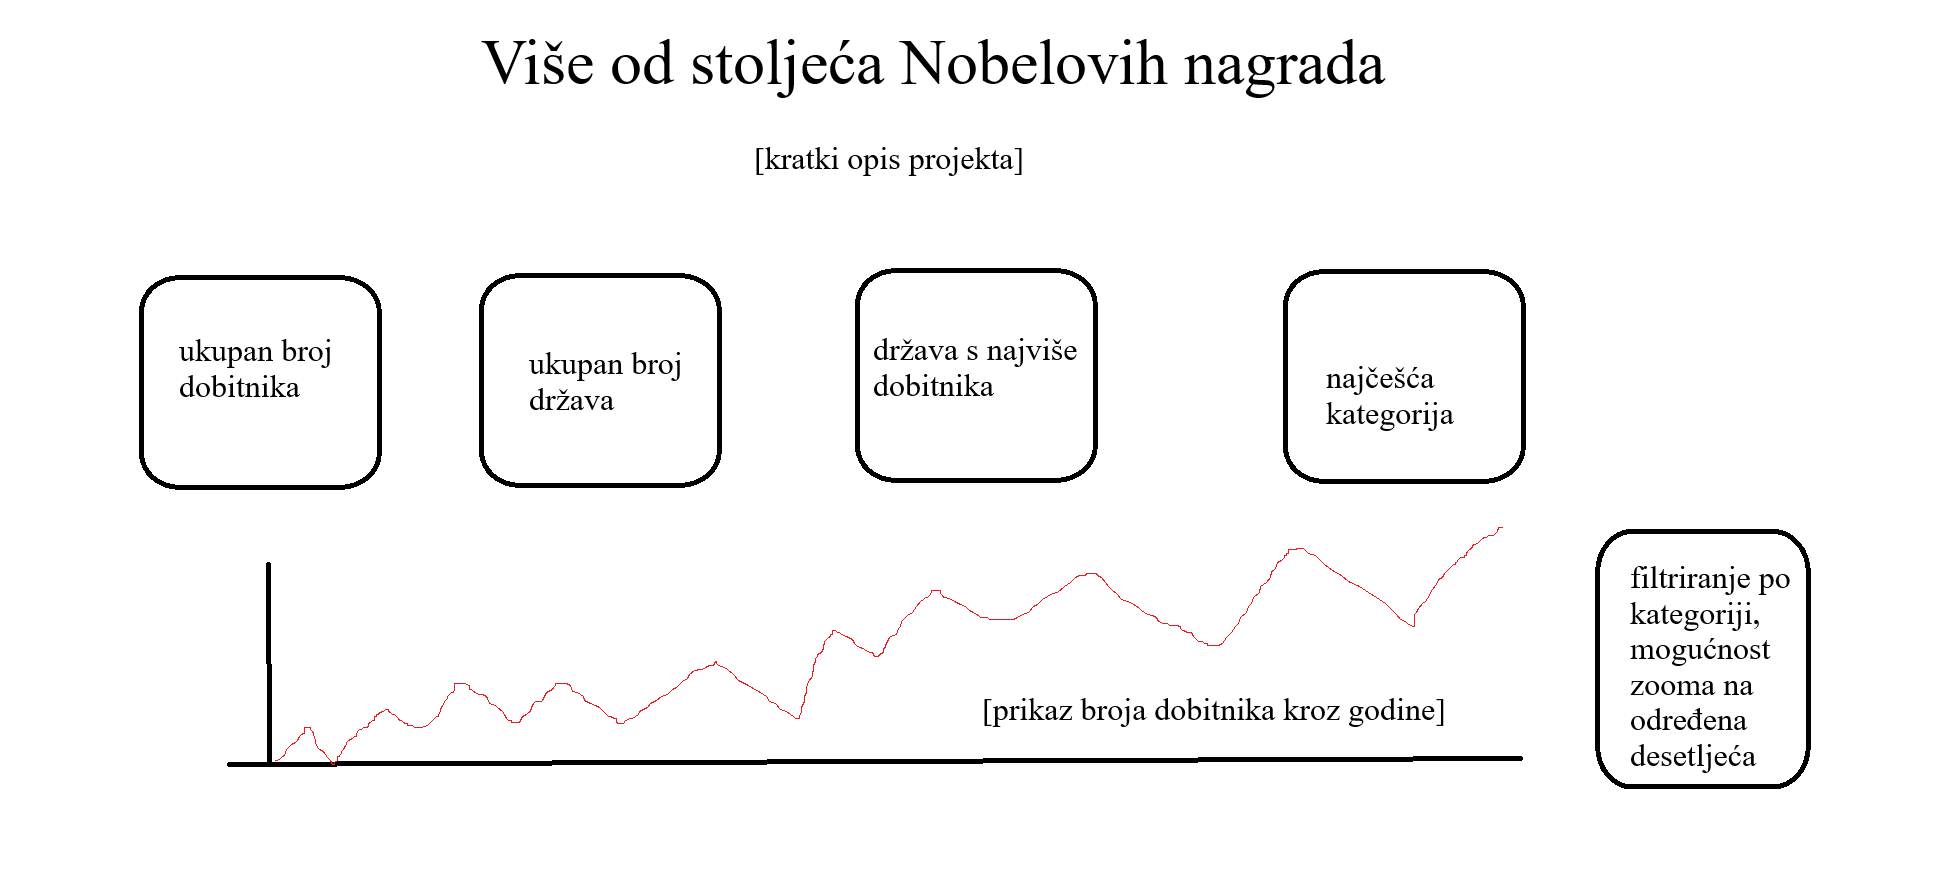 Više od stoljeća Nobelovih nagrada
[kratki opis projekta]
ukupan broj
dobitnika
ukupan broj
država
država s najviše
dobitnika
najčešća
kategorija
[prikaz broja dobitnika kroz godine]
filtriranje po
kategoriji,
mogućnost
zooma na
određena
desetljeća